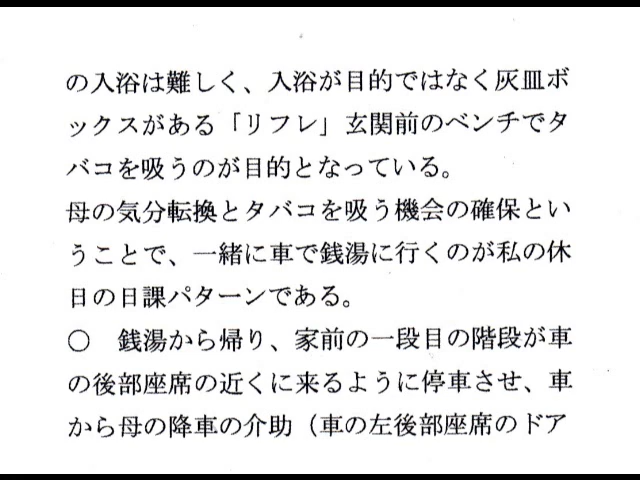 の入浴は難しく、入浴が目的ではなく灰皿ボ
ックスがある「リフレ」玄関前のベンチでタ
バコを吸うのが目的となっている。
母の気分転換とタバコを吸う機会の確保とい
うことで、一緒に車で銭湯に行くのが私の休
日の日課パターンである。
○　銭湯から帰り、家前の一段目の階段が車
の後部座席の近くに来るように停車させ、車
から母の降車の介助（車の左後部座席のドア